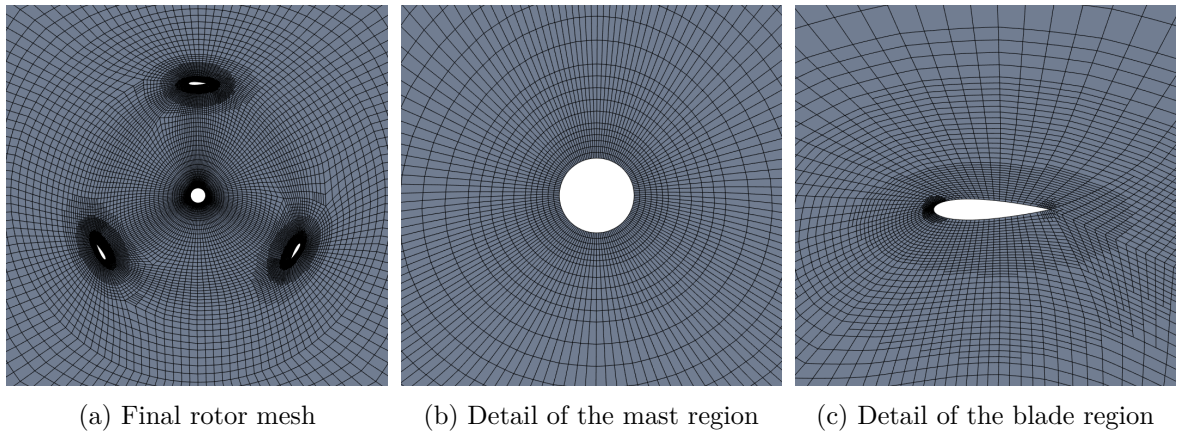 (a) Final rotor mesh
(b) Detail of the mast region
(c) Detail of the blade region